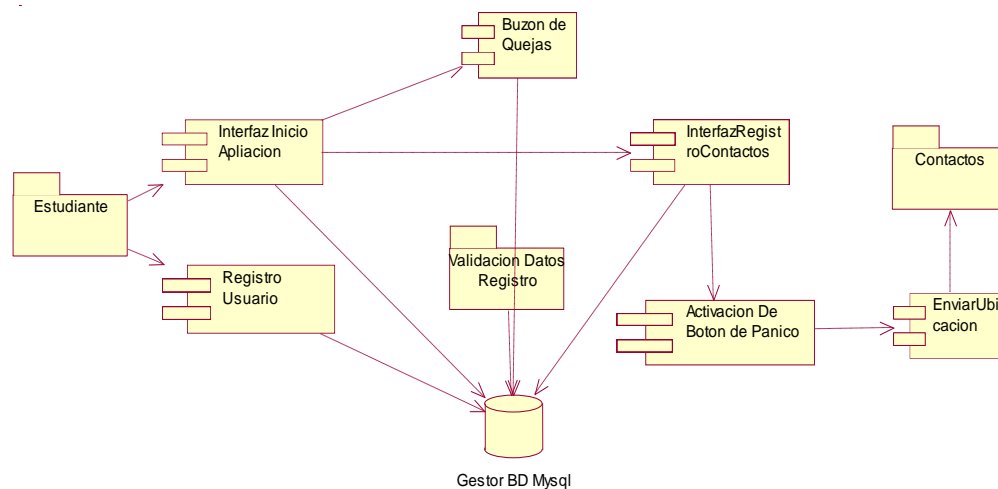 Buzon de
Quejas
Interfaz Inicio
Apliacion
InterfazRegist
roContactos
Contactos
Estudiante
Validacion Datos
Registro
Registro
Usuario
Activacion De
Boton de Panico
EnviarUbi
cacion
Gestor BD Mysql